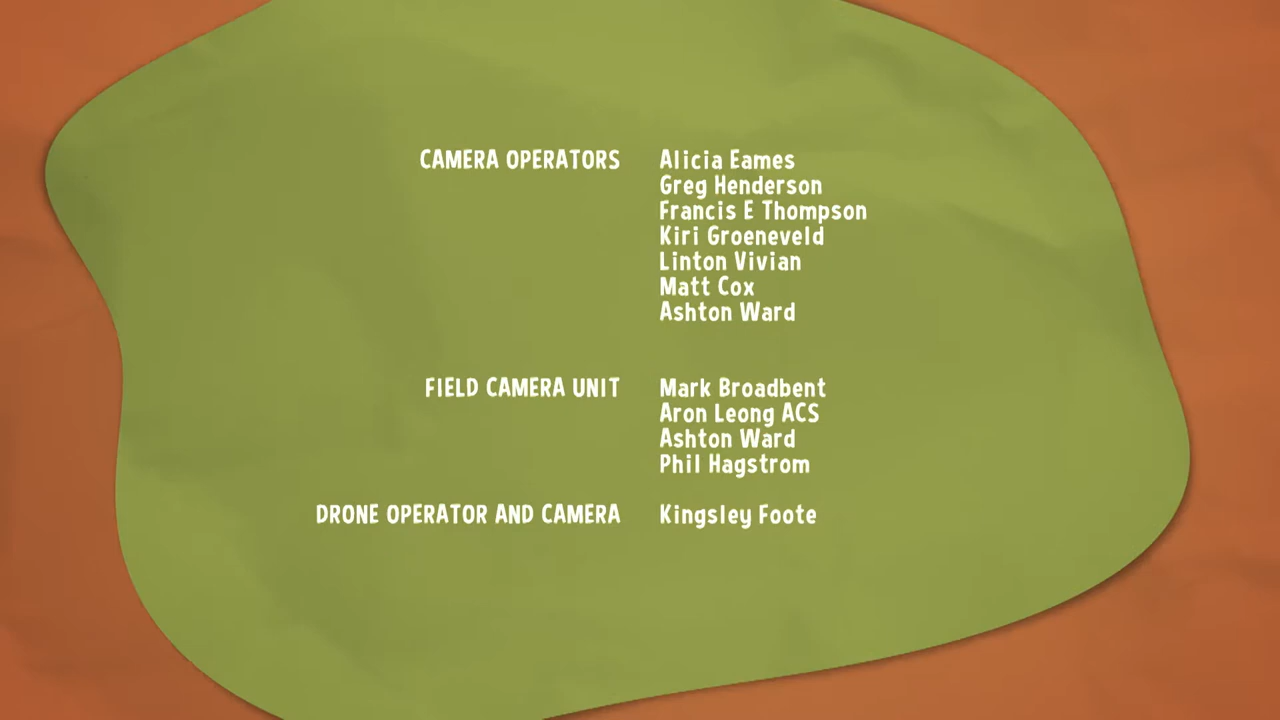 CAMERA OPERATORS Alicia Eames
Greg Henderson
Francis E Thompson
Kiri Groeneveld
Linton Vivian
Matt Cox
Ashton Ward
FIELD CAMERA UNIT Mark Broadbent
Aron Leong ACS
Ashton Ward
Phil Hagstrom
DRONE OPERATOR AND CAMERA Kingsley Foote